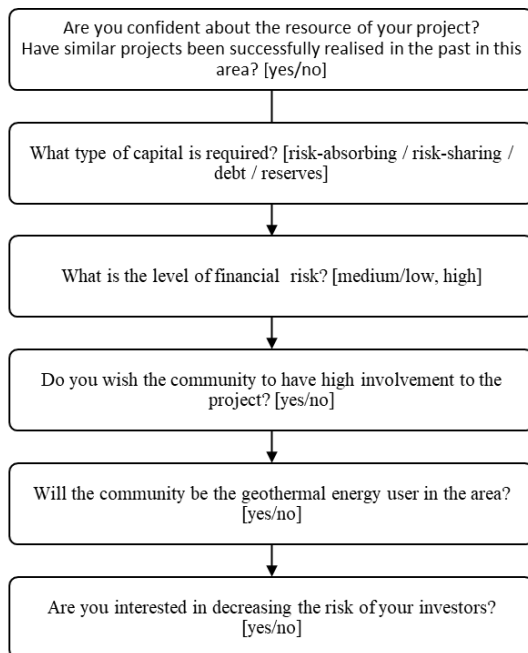 Are you confident about the resource of your project?
Have similar projects been successfully realised in the past in this
area? [yes/no]
What type of capital is required? [risk-absorbing / risk-sharing /
debt / reserves]
What is the level of financial risk? [medium/low, high]
Do you wish the community to have high involvement to the
project? [yes/no]
Will the community be the geothermal energy user in the area?
[yes/no]
Are you interested in decreasing the risk of your investors?
[yes/no]